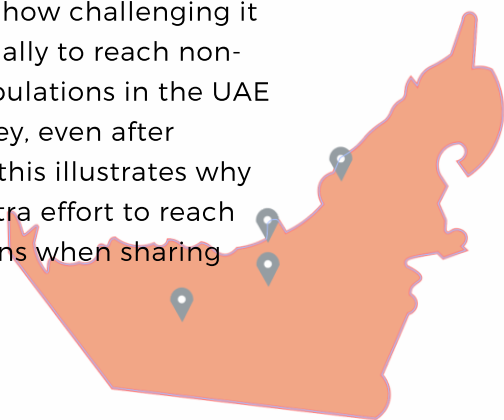 how challenging it
ally to reach non-
pulations in the UAE
ey, even after
this illustrates why
tra effort to reach
ns when sharing